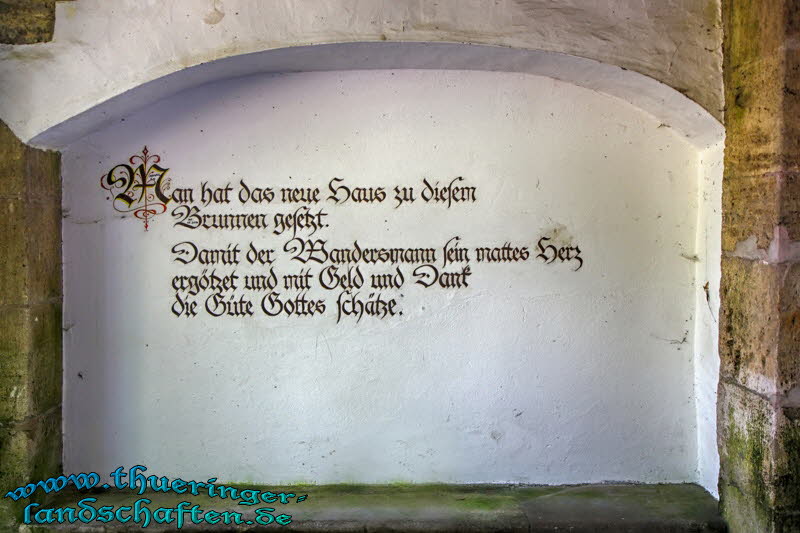 Man hat das neue Haus zu diesem
Brunnen gesetzt.
Damit der Wandersmann sein mattes Herz
ergötzet und mit Geld und Dank
die Güte Gottes schätze.
www.thueringer-
landschaften.de